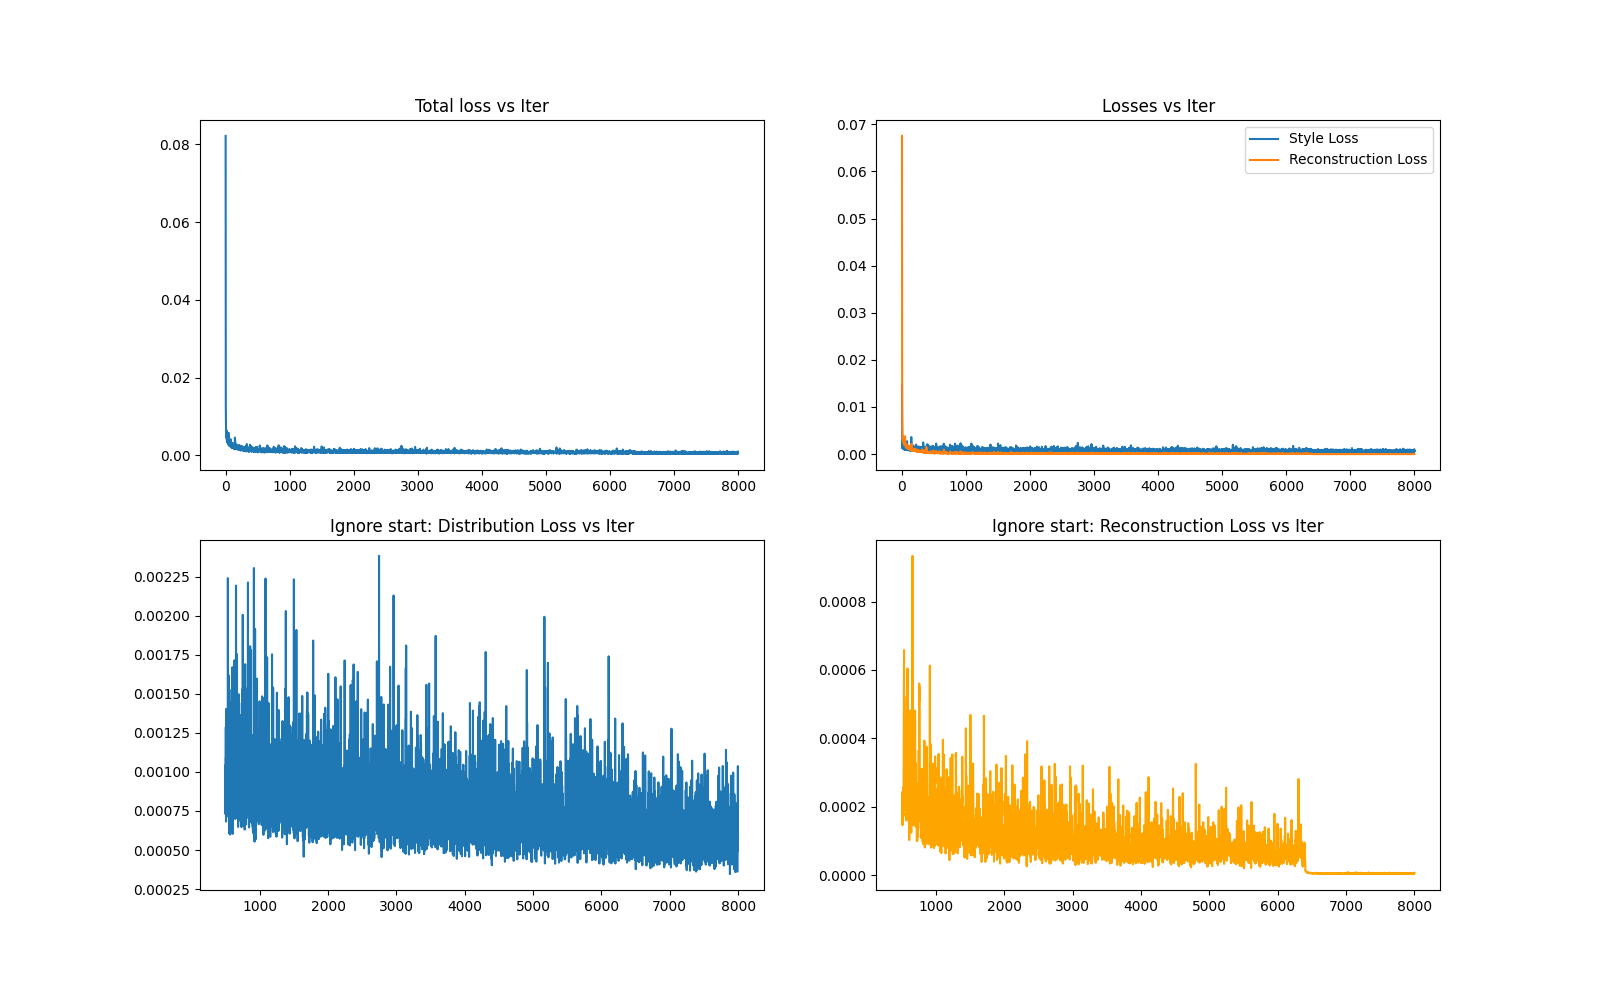 Total loss vs Iter
0.08
0.06
0.04
0.02
0.00
0 1000 2000 3000 4000 5000 6000 7000 8000
Losses vs Iter
Style Loss
Reconstruction Loss
0.07
0.06
0.05
0.04
0.03
0.02
0.01
0.00
0 1000 2000 3000 4000 5000 6000 7000 8000
Ignore start: Distribution Loss vs Iter
0.00225
0.00200
0.00175
0.00150
0.00125
0.00100
0.00075
0.00050
0.00025
1000 2000 3000 4000 5000 6000 7000 8000
Ignore start: Reconstruction Loss vs Iter
0.0008
0.0006
0.0004
0.0002
0.0000
1000 2000 3000 4000 5000 6000 7000 8000